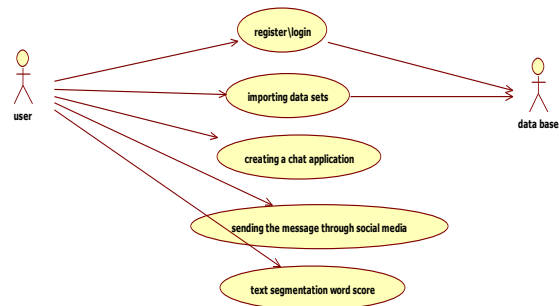 register\login
importing data sets
user
data base
creating a chat application
sending the message through social media
text segmentation word score